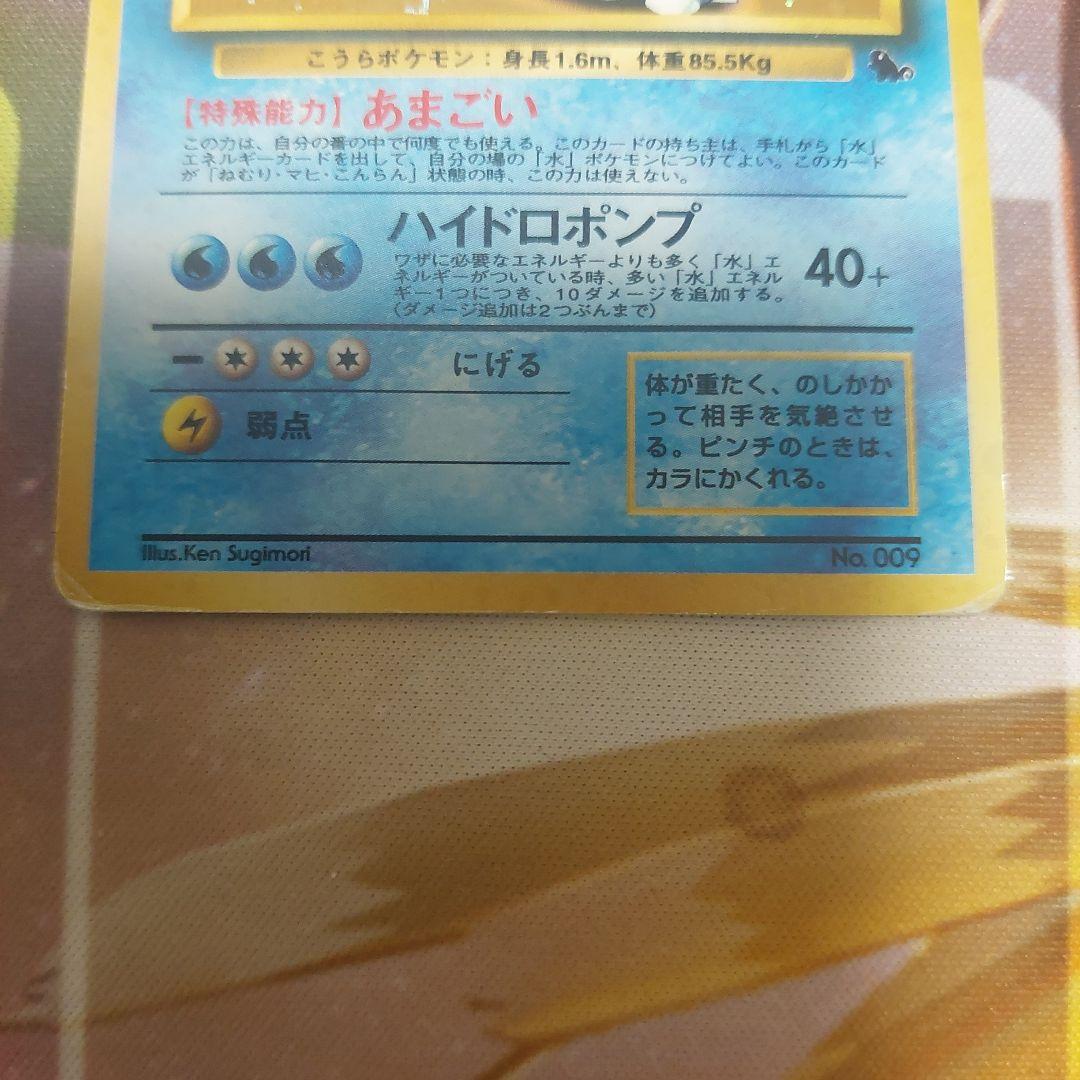 こうらポケモン：身長1.6m、体重85.5Kg
【特殊能力】あまごい
この力は、自分の番の中で何度でも使える。このカードの持ち主は、手札から「水」
エネルギーカードを出して、自分の場の「水」ポケモンにつけてよい。このカード
が「ねむり・マヒ・こんらん」状態の時、この力は使えない。
ハイドロポンプ
ワザに必要なエネルギーよりも多く「水」エ
ネルギーがついている時、多い「水」エネル
ギー1つにつき、10ダメージを追加する。
（ダメージ追加は2つぶんまで）
40+
にげる
弱点
体が重たく、のしかか
って相手を気絶させ
る。ピンチのときは、
カラにかくれる。
Illus.Ken Sugimori
No. 009